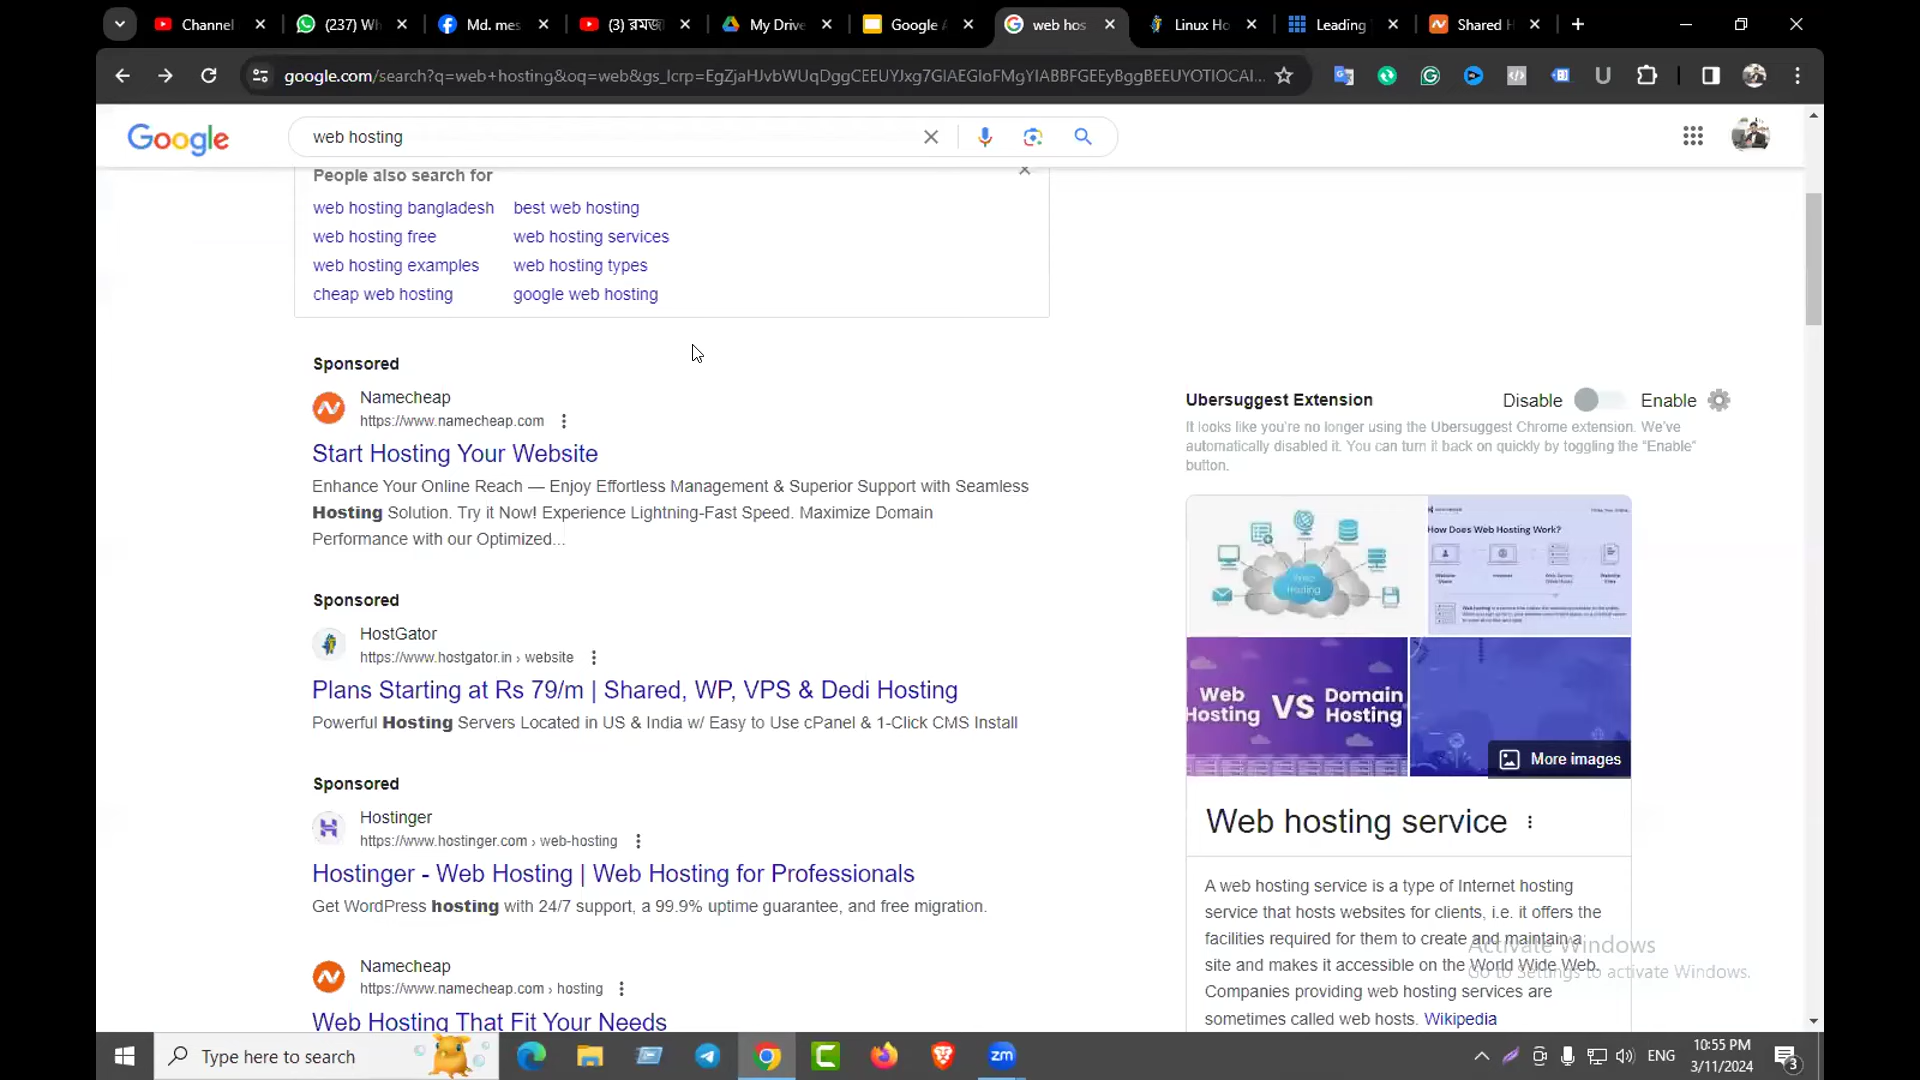 Channel
(237) Wh
Md. mes
(3) রমজা
My Drive
Google A
web hos
Linux Ho
Leading
Shared H
google.com/search?q=web+hosting&oq=web&gs_lcrp=EgZjaHJvbWUqDggCEEUYJxg7GIAEGIoFMgYIABBFGEEyBggBEEUYOTIOCAI...
Google
web hosting
People also search for
web hosting bangladesh
best web hosting
web hosting free
web hosting services
web hosting examples
web hosting types
cheap web hosting
google web hosting
Sponsored
Namecheap
https://www.namecheap.com
Start Hosting Your Website
Enhance Your Online Reach — Enjoy Effortless Management & Superior Support with Seamless
Hosting Solution. Try it Now! Experience Lightning-Fast Speed. Maximize Domain
Performance with our Optimized...
Sponsored
HostGator
https://www.hostgator.in › website
Plans Starting at Rs 79/m | Shared, WP, VPS & Dedi Hosting
Powerful Hosting Servers Located in US & India w/ Easy to Use cPanel & 1-Click CMS Install
Sponsored
Hostinger
https://www.hostinger.com › web-hosting
Hostinger - Web Hosting | Web Hosting for Professionals
Get WordPress hosting with 24/7 support, a 99.9% uptime guarantee, and free migration.
Namecheap
https://www.namecheap.com › hosting
Web Hosting That Fit Your Needs
Ubersuggest Extension
Disable
Enable
It looks like you're no longer using the Ubersuggest Chrome extension. We've
automatically disabled it. You can turn it back on quickly by toggling the "Enable"
button.
Web
Hosting
How Does Web Hosting Work?
Web
Hosting
VS
Domain
Hosting
More images
Web hosting service
A web hosting service is a type of Internet hosting
service that hosts websites for clients, i.e. it offers the
facilities required for them to create and maintain a
site and makes it accessible on the World Wide Web.
Companies providing web hosting services are
sometimes called web hosts. Wikipedia
Activate Windows
Go to Settings to activate Windows.
Type here to search
zm
ENG
10:55 PM
3/11/2024
3